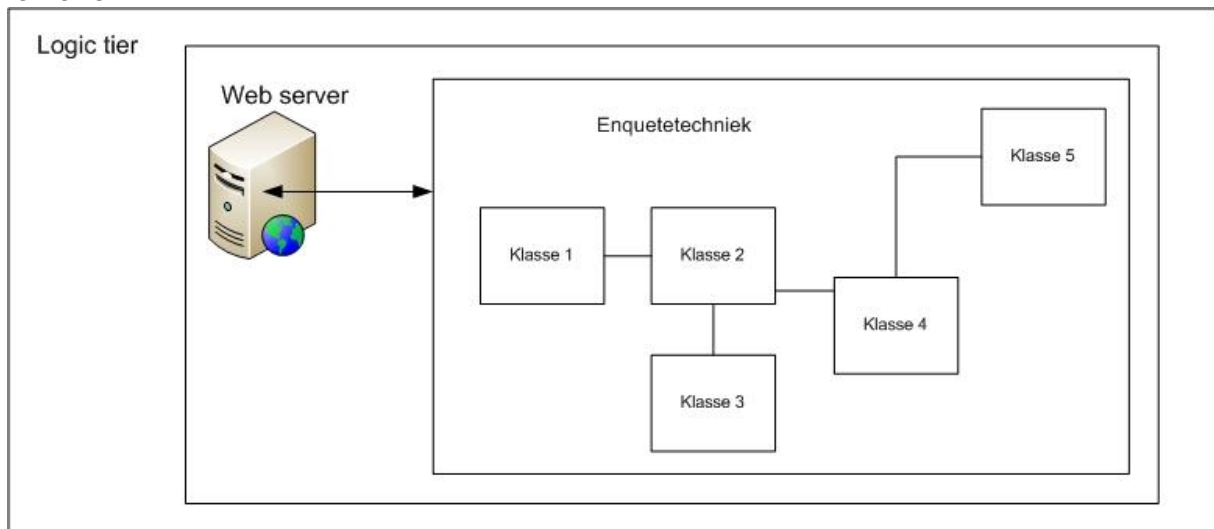 Logic tier
Web server
Enquetetechniek
Klasse 5
Klasse 1
Klasse 2
Klasse 4
Klasse 3